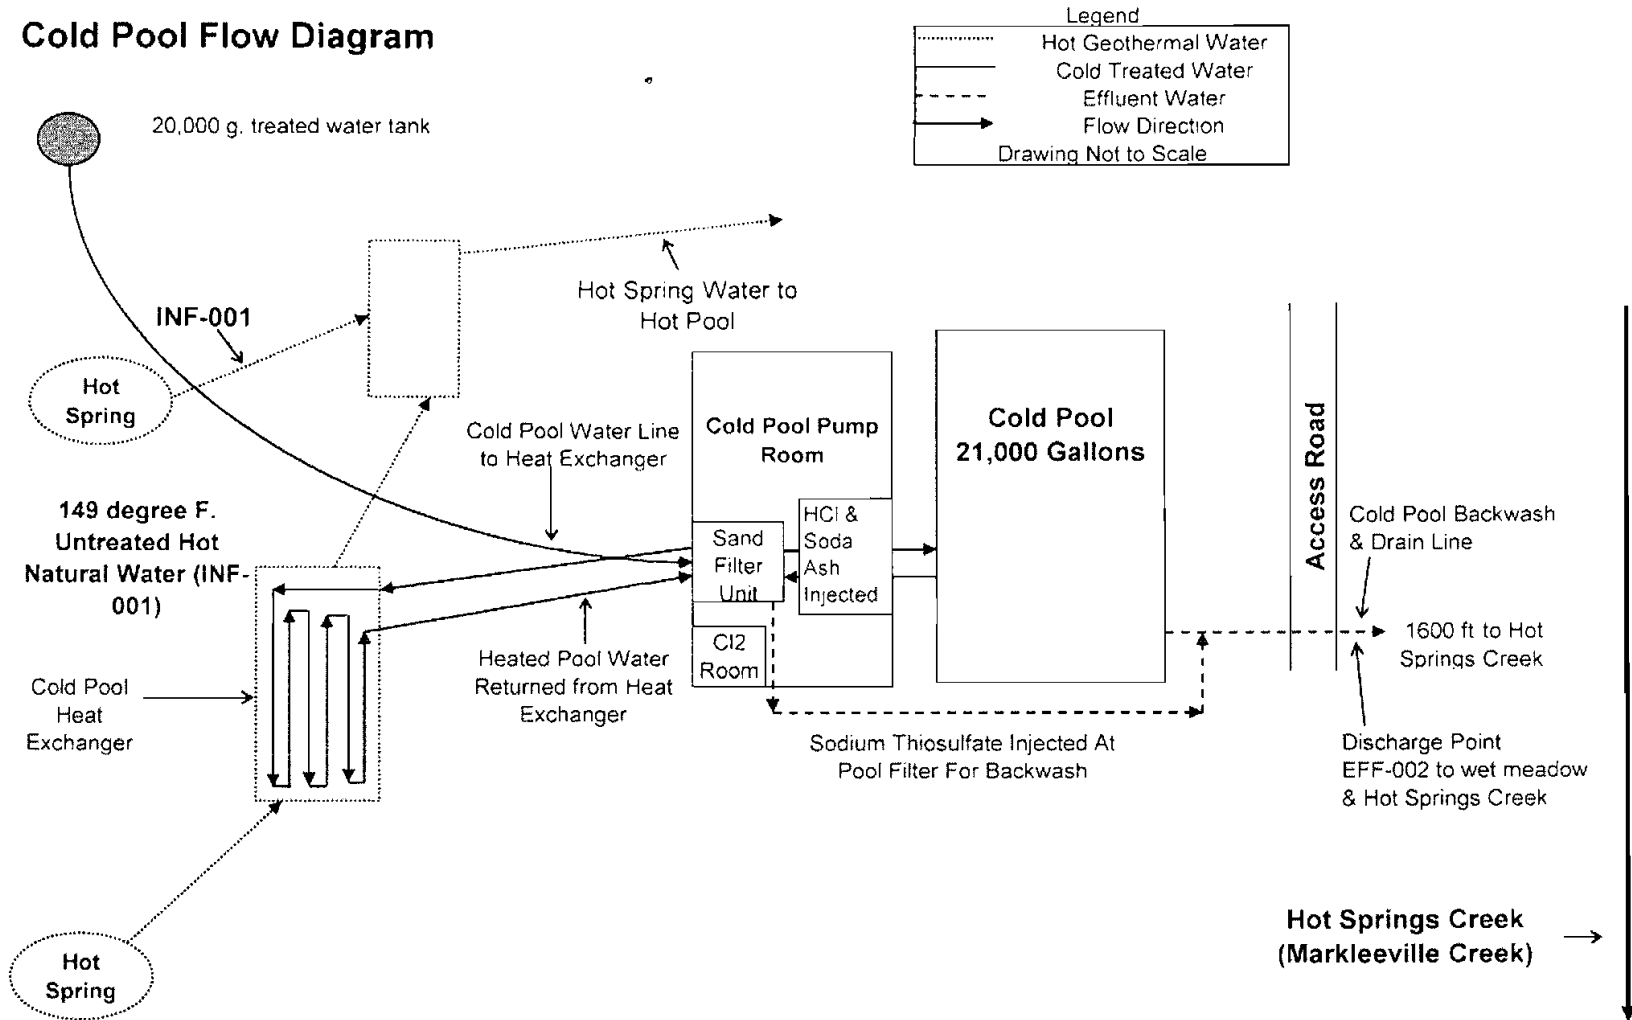 Cold Pool Flow Diagram
Legend
Hot Geothermal Water
Cold Treated Water
Effluent Water
Flow Direction
Drawing Not to Scale
20,000 g. treated water tank
INF-001
Hot Spring Water to
Hot Pool
Hot
Spring
Cold Pool Water Line
to Heat Exchanger
Cold Pool Pump
Room
Cold Pool
21,000 Gallons
Access Road
149 degree F.
Untreated Hot
Natural Water (INF-
001)
Sand
Filter
Unit
HCl &
Soda
Ash
Injected
Cl2
Room
Cold Pool Backwash
& Drain Line
1600 ft to Hot
Springs Creek
Cold Pool
Heat
Exchanger
Heated Pool Water
Returned from Heat
Exchanger
Sodium Thiosulfate Injected At
Pool Filter For Backwash
Discharge Point
EFF-002 to wet meadow
& Hot Springs Creek
Hot
Spring
Hot Springs Creek
(Markleeville Creek)